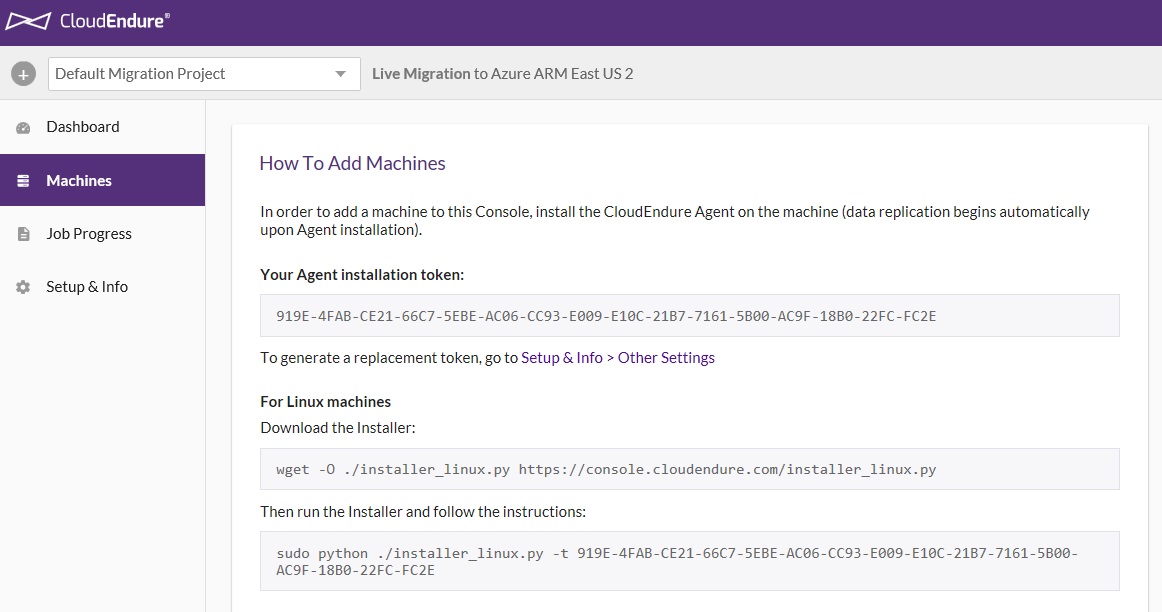 CloudEndure®
Default Migration Project
Live Migration to Azure ARM East US 2
Dashboard
Machines
Job Progress
Setup & Info
How To Add Machines
In order to add a machine to this Console, install the CloudEndure Agent on the machine (data replication begins automatically
upon Agent installation).
Your Agent installation token:
919E-4FAB-CE21-66C7-5EBE-AC06-CC93-E009-E10C-21B7-7161-5B00-AC9F-18B0-22FC-FC2E
To generate a replacement token, go to Setup & Info > Other Settings
For Linux machines
Download the Installer:
wget -O ./installer_linux.py https://console.cloudendure.com/installer_linux.py
Then run the Installer and follow the instructions:
sudo python ./installer_linux.py -t 919E-4FAB-CE21-66C7-5EBE-AC06-CC93-E009-E10C-21B7-7161-5B00-
AC9F-18B0-22FC-FC2E